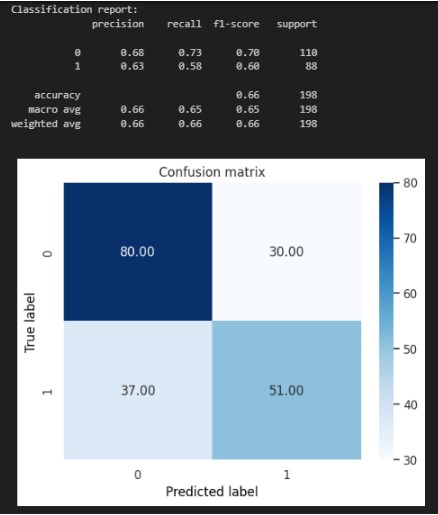 Classification report:
precision recall f1-score support
0 0.68 0.73 0.70 110
1 0.63 0.58 0.60 88
accuracy 0.66 198
macro avg 0.66 0.65 0.65 198
weighted avg 0.66 0.66 0.66 198
Confusion matrix
80
70
60
50
40
30
True label
0
80.00 30.00
1
37.00 51.00
0 1
Predicted label